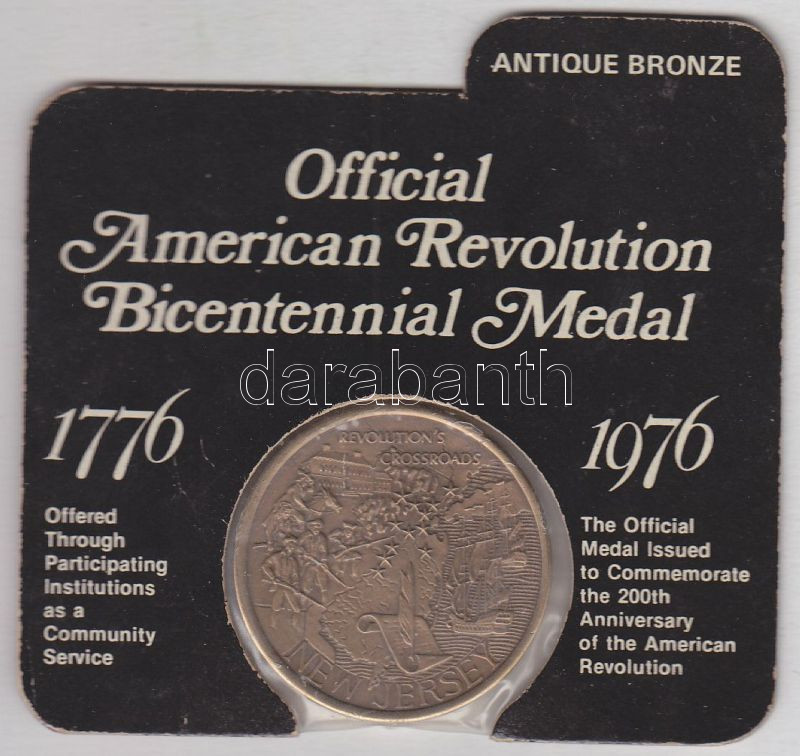 ANTIQUE BRONZE
Official
American Revolution
Bicentennial Medal
darabanth
1776
1976
Offered
Through
Participating
Institutions
as a
Community
Service
REVOLUTION'S
CROSSROADS
NEW JERSEY
The Official
Medal Issued
to Commemorate
the 200th
Anniversary
of the American
Revolution